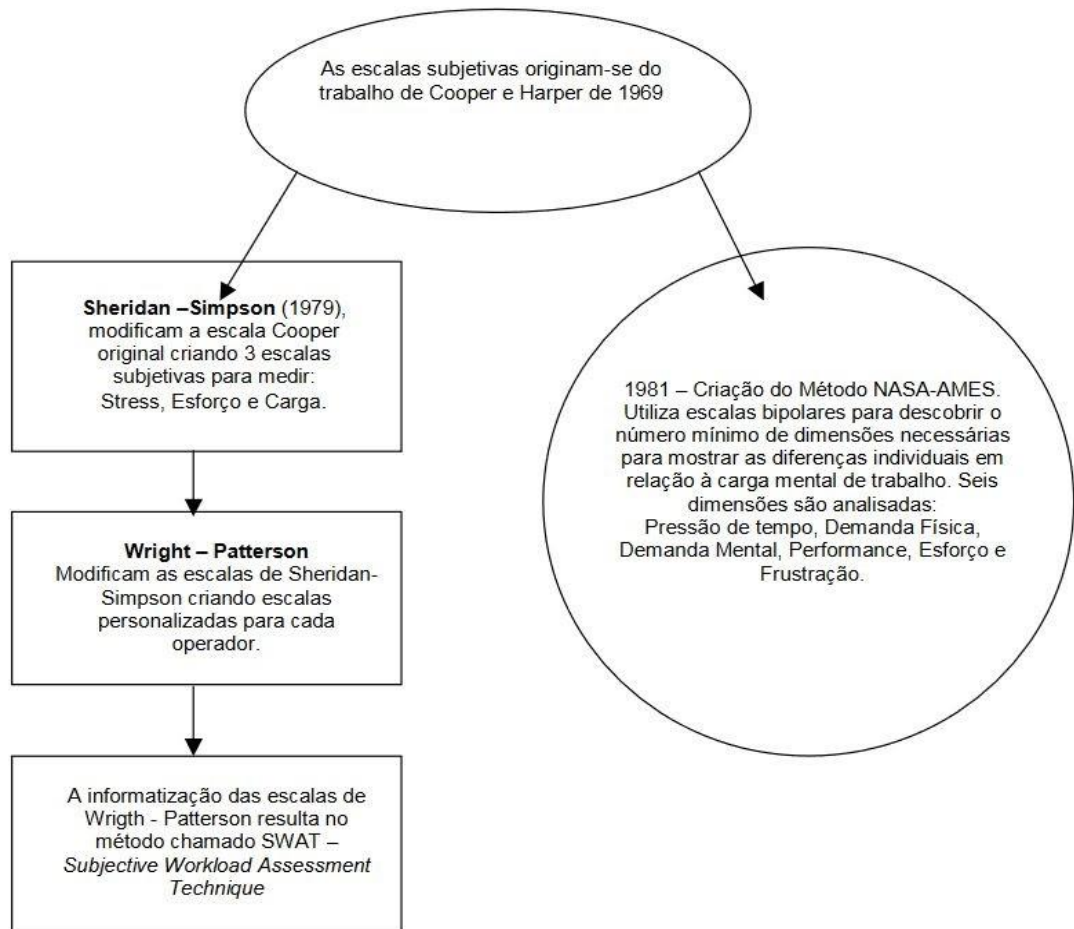 As escalas subjetivas originam-se do
trabalho de Cooper e Harper de 1969
Sheridan –Simpson (1979),
modificam a escala Cooper
original criando 3 escalas
subjetivas para medir:
Stress, Esforço e Carga.
Wright – Patterson
Modificam as escalas de Sheridan-
Simpson criando escalas
personalizadas para cada
operador.
A informatização das escalas de
Wrigth - Patterson resulta no
método chamado SWAT –
Subjective Workload Assessment
Technique
1981 – Criação do Método NASA-AMES.
Utiliza escalas bipolares para descobrir o
número mínimo de dimensões necessárias
para mostrar as diferenças individuais em
relação à carga mental de trabalho. Seis
dimensões são analisadas:
Pressão de tempo, Demanda Física,
Demanda Mental, Performance, Esforço e
Frustração.